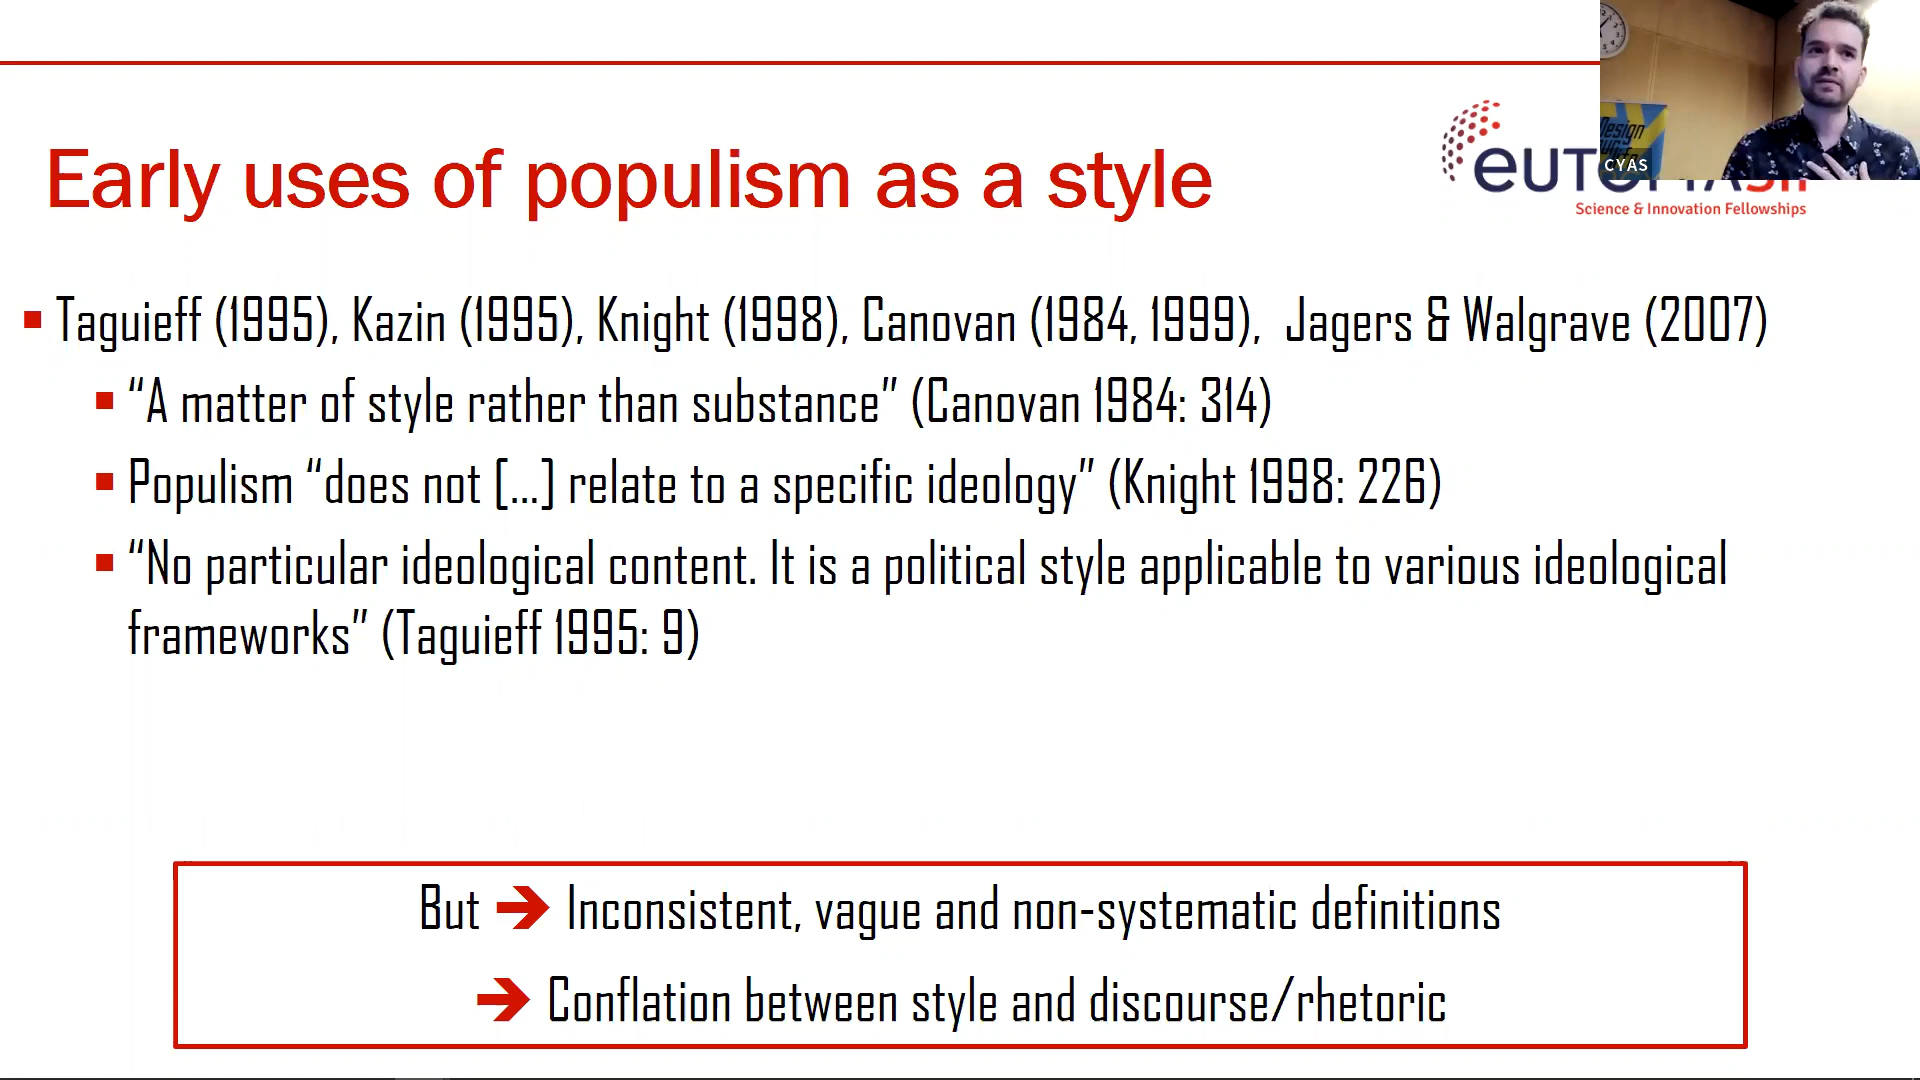 Early uses of populism as a style
Science & Innovation Fellowships
Design
CYAS
▪ Taguieff (1995), Kazin (1995), Knight (1998), Canovan (1984, 1999), Jagers & Walgrave (2007)
▪ “A matter of style rather than substance” (Canovan 1984: 314)
▪ Populism “does not [...] relate to a specific ideology” (Knight 1998: 226)
▪ “No particular ideological content. It is a political style applicable to various ideological
frameworks” (Taguieff 1995: 9)
But → Inconsistent, vague and non-systematic definitions
→ Conflation between style and discourse/rhetoric